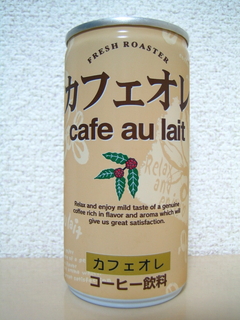 FRESH ROASTER
カフェオレ
cafe au lait
Relax and enjoy mild taste of a genuine
coffee rich in flavor and aroma which will
give us great satisfaction.
カフェオレ
コーヒー飲料